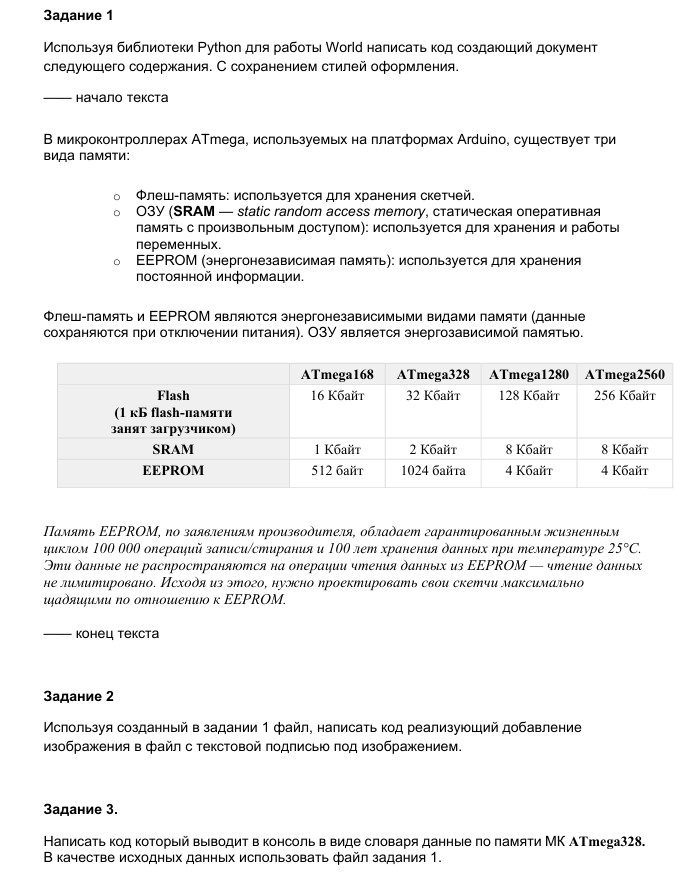 Задание 1
Используя библиотеки Python для работы World написать код создающий документ
следующего содержания. С сохранением стилей оформления.
—— начало текста
В микроконтроллерах ATmega, используемых на платформах Arduino, существует три
вида памяти:
○ Флеш-память: используется для хранения скетчей.
○ ОЗУ (SRAM — static random access memory, статическая оперативная
память с произвольным доступом): используется для хранения и работы
переменных.
○ EEPROM (энергонезависимая память): используется для хранения
постоянной информации.
Флеш-память и EEPROM являются энергонезависимыми видами памяти (данные
сохраняются при отключении питания). ОЗУ является энергозависимой памятью.
ATmega168 ATmega328 ATmega1280 ATmega2560
Flash 16 Кбайт 32 Кбайт 128 Кбайт 256 Кбайт
(1 кБ flash-памяти
занят загрузчиком)
SRAM 1 Кбайт 2 Кбайт 8 Кбайт 8 Кбайт
EEPROM 512 байт 1024 байта 4 Кбайт 4 Кбайт
Память EEPROM, по заявлениям производителя, обладает гарантированным жизненным
циклом 100 000 операций записи/стирания и 100 лет хранения данных при температуре 25°С.
Эти данные не распространяются на операции чтения данных из EEPROM — чтение данных
не лимитировано. Исходя из этого, нужно проектировать свои скетчи максимально
щадящими по отношению к EEPROM.
—— конец текста
Задание 2
Используя созданный в задании 1 файл, написать код реализующий добавление
изображения в файл с текстовой подписью под изображением.
Задание 3.
Написать код который выводит в консоль в виде словаря данные по памяти МК ATmega328.
В качестве исходных данных использовать файл задания 1.